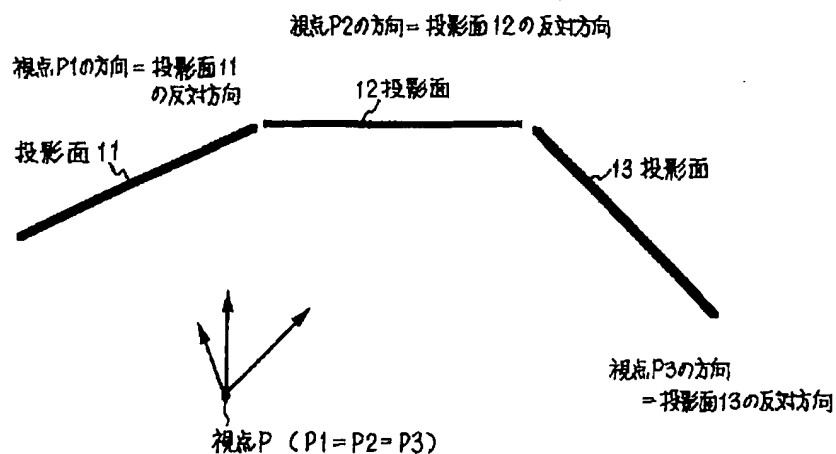 視点P2の方向=投影面12の反対方向
視点P1の方向=投影面11
の反対方向
12投影面
投影面11
13投影面
視点P3の方向
=投影面13の反対方向
視点P (P1=P2=P3)